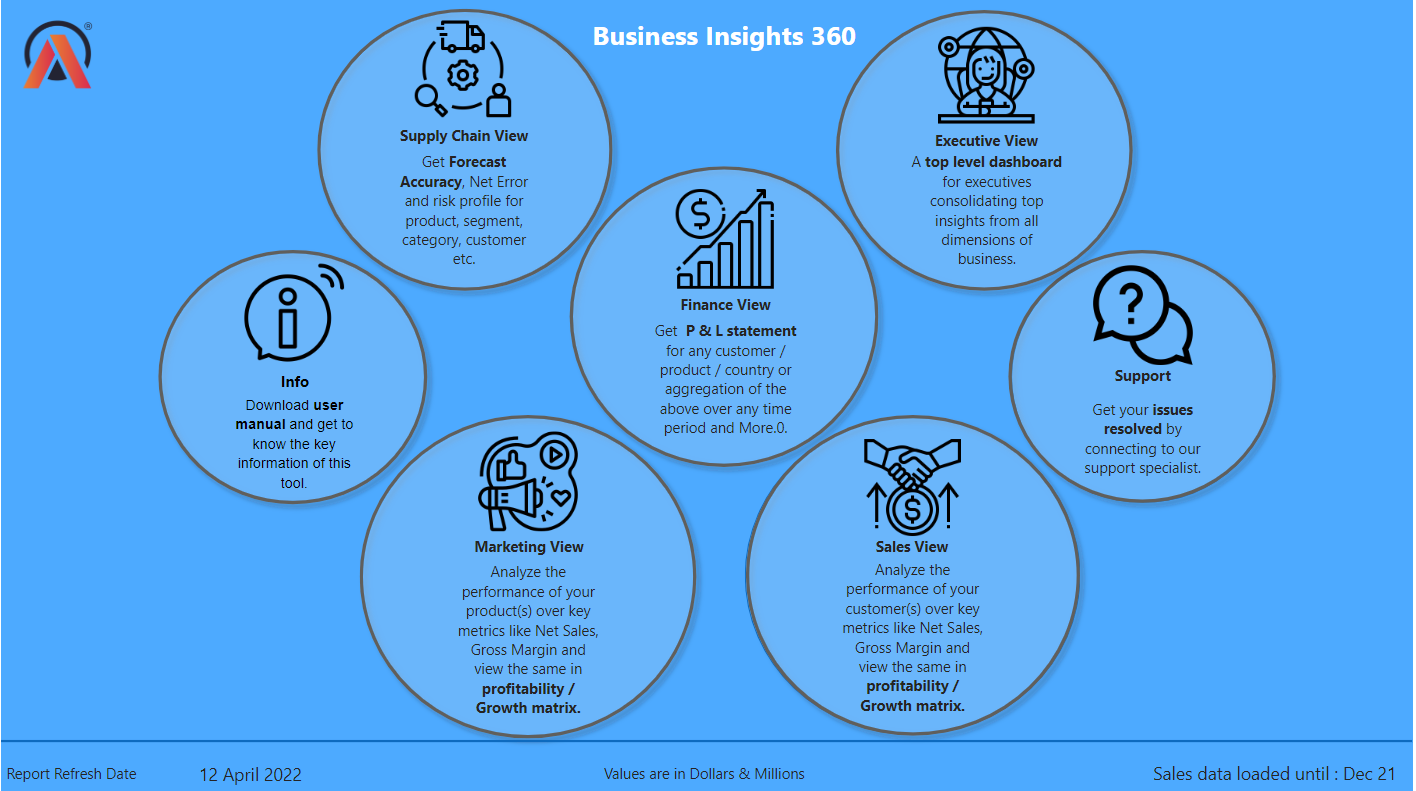 ®
Business Insights 360
Supply Chain View
Get Forecast
Accuracy, Net Error
and risk profile for
product, segment,
category, customer
etc.
Executive View
A top level dashboard
for executives
consolidating top
insights from all
dimensions of
business.
Finance View
Get P & L statement
for any customer /
product / country or
aggregation of the
above over any time
period and More.0.
Info
Download user
manual and get to
know the key
information of this
tool.
Support
Get your issues
resolved by
connecting to our
support specialist.
Marketing View
Analyze the
performance of your
product(s) over key
metrics like Net Sales,
Gross Margin and
view the same in
profitability /
Growth matrix.
Sales View
Analyze the
performance of your
customer(s) over key
metrics like Net Sales,
Gross Margin and
view the same in
profitability /
Growth matrix.
Report Refresh Date 12 April 2022 Values are in Dollars & Millions Sales data loaded until : Dec 21